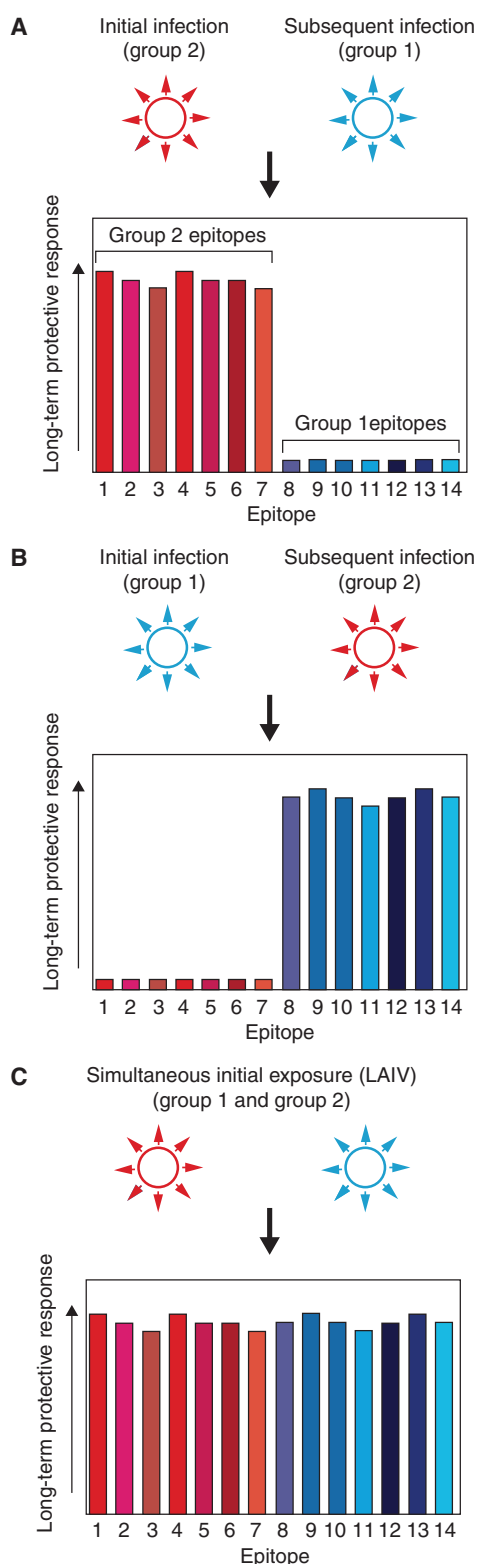 A
Initial infection
(group 2)
Subsequent infection
(group 1)
Long-term protective response
Group 2 epitopes
Group 1epitopes
1 2 3 4 5 6 7 8 9 10 11 12 13 14
Epitope
B
Initial infection
(group 1)
Subsequent infection
(group 2)
Long-term protective response
1 2 3 4 5 6 7 8 9 10 11 12 13 14
Epitope
C
Simultaneous initial exposure (LAIV)
(group 1 and group 2)
Long-term protective response
1 2 3 4 5 6 7 8 9 10 11 12 13 14
Epitope